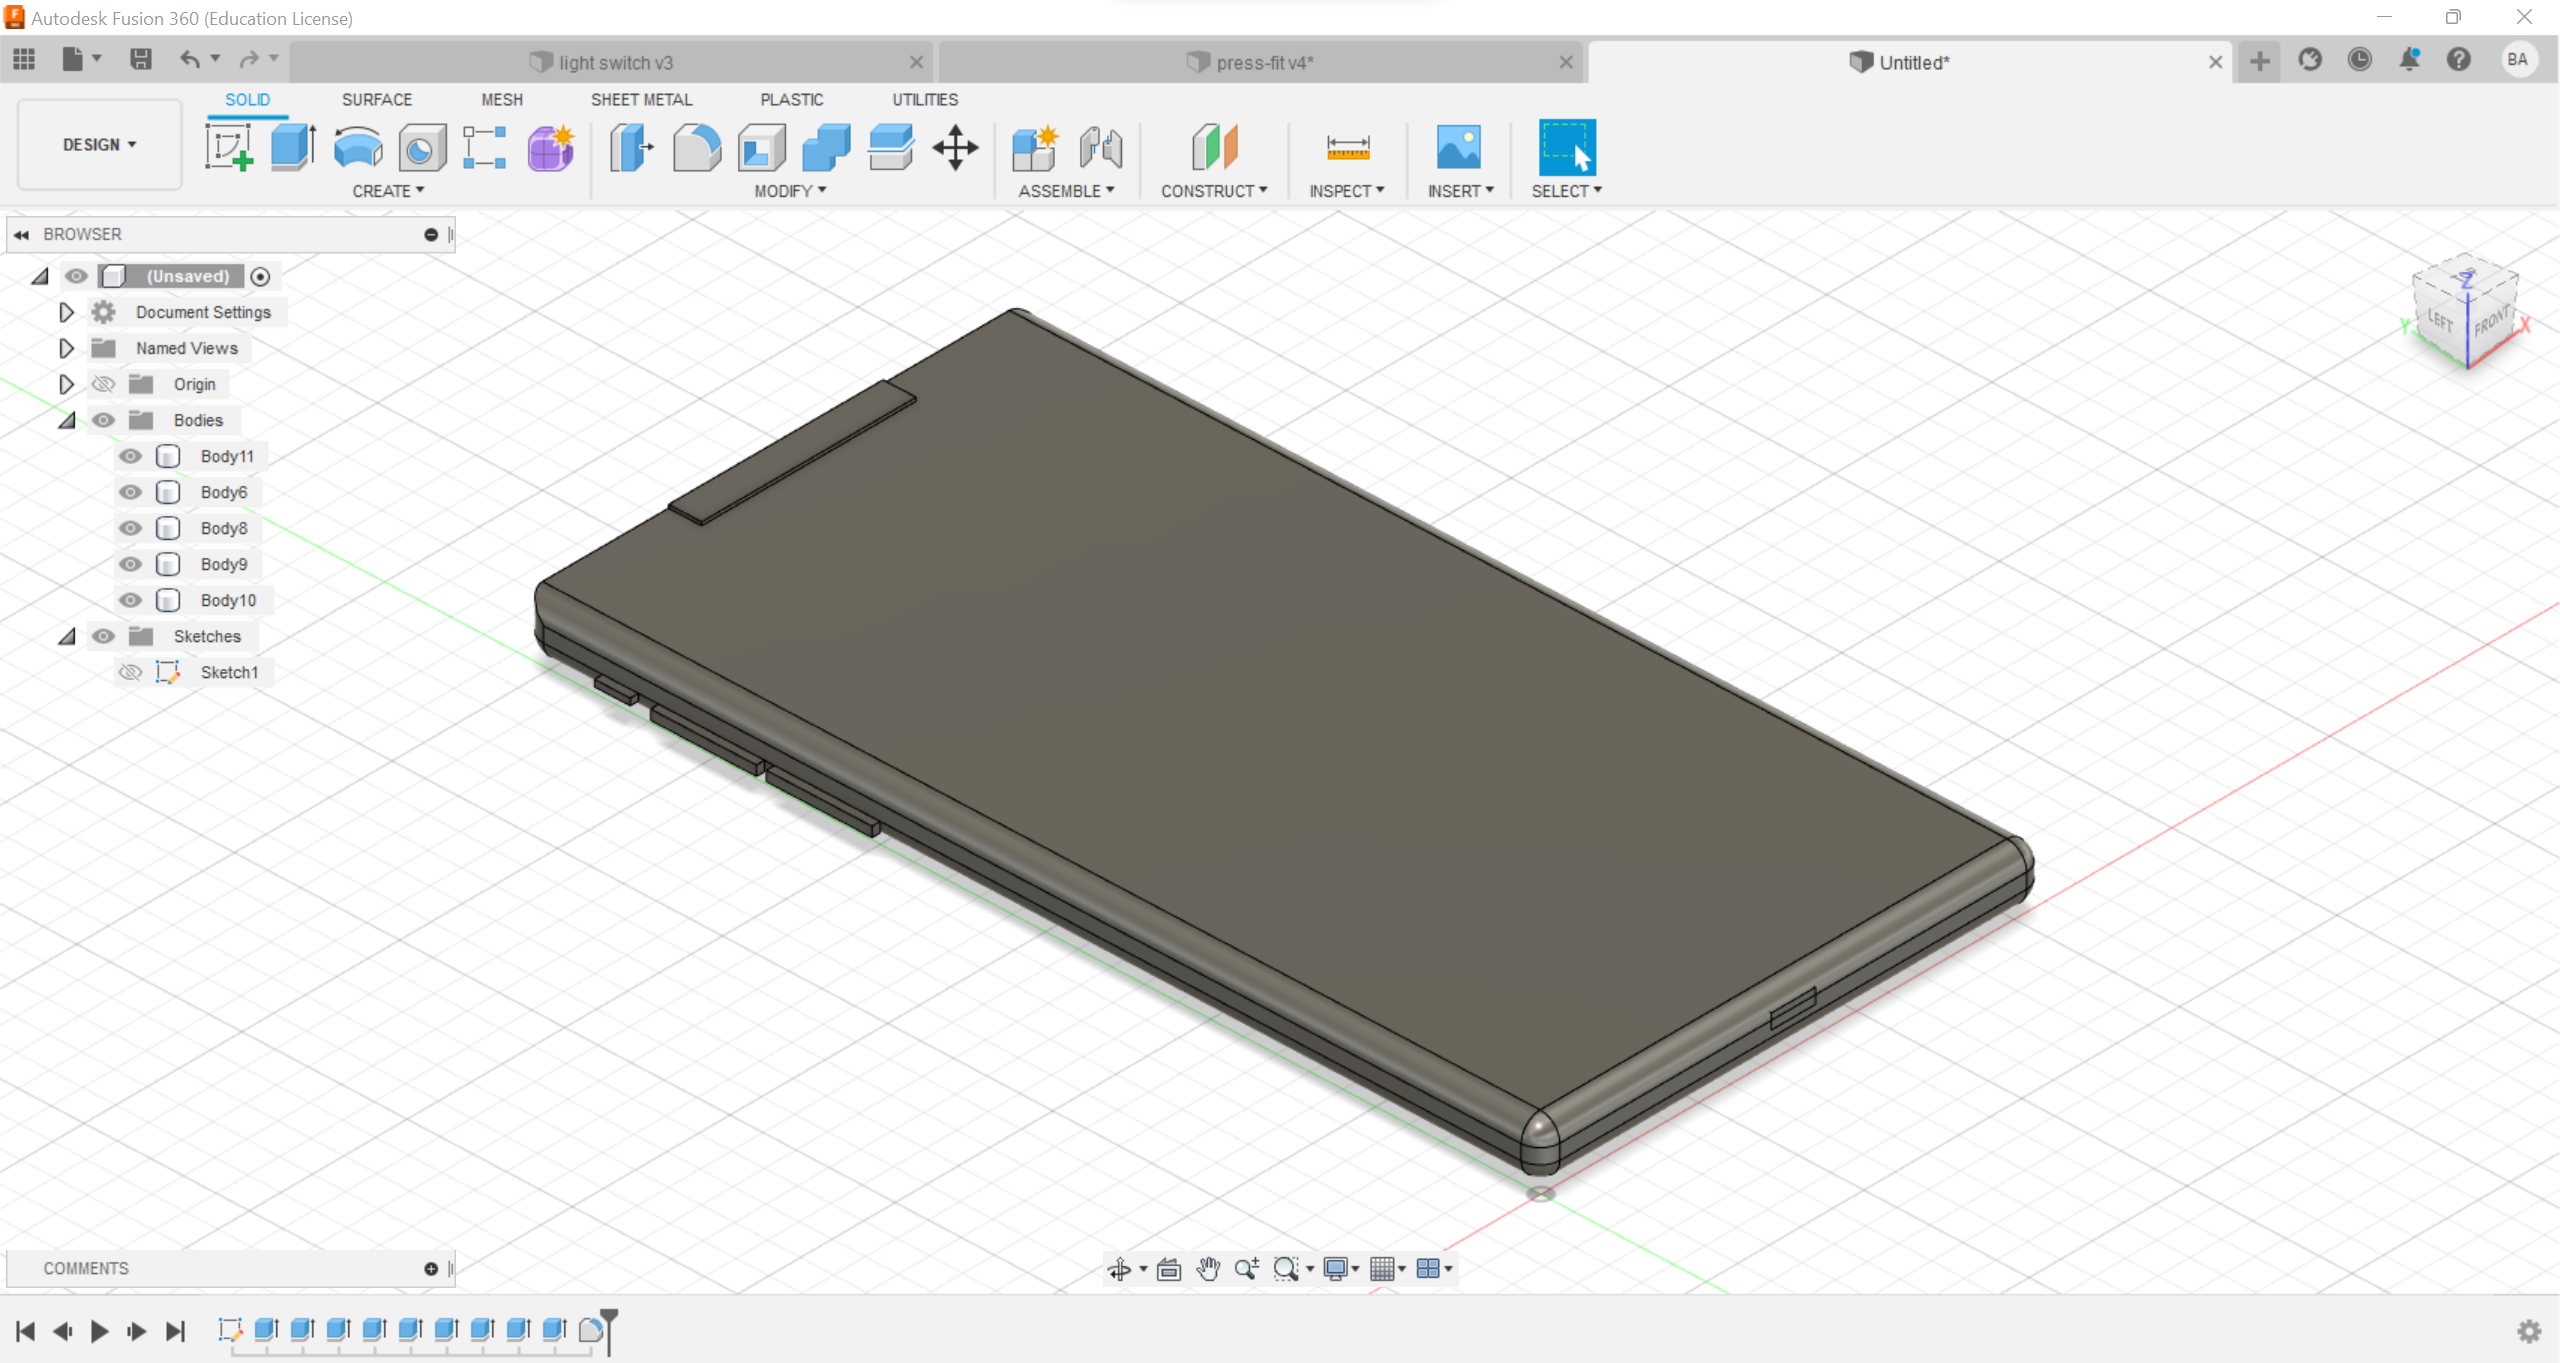 Autodesk Fusion 360 (Education License)
light switch v3
press-fit v4*
Untitled*
BA
SOLID SURFACE MESH SHEET METAL PLASTIC UTILITIES
DESIGN
CREATE MODIFY ASSEMBLE CONSTRUCT INSPECT INSERT SELECT
BROWSER
(Unsaved)
Document Settings
Named Views
Origin
Bodies
Body11
Body6
Body8
Body9
Body10
Sketches
Sketch1
Z
LEFT FRONT
Y X
COMMENTS